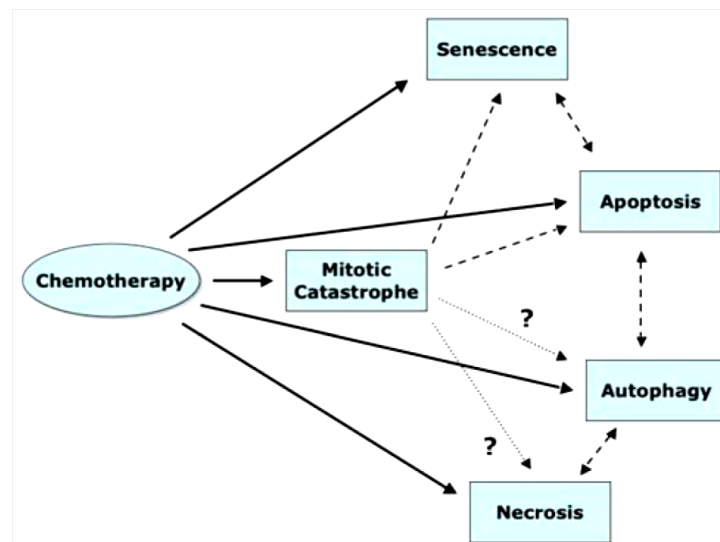 Senescence
Apoptosis
Chemotherapy
Mitotic
Catastrophe
?
Autophagy
?
Necrosis